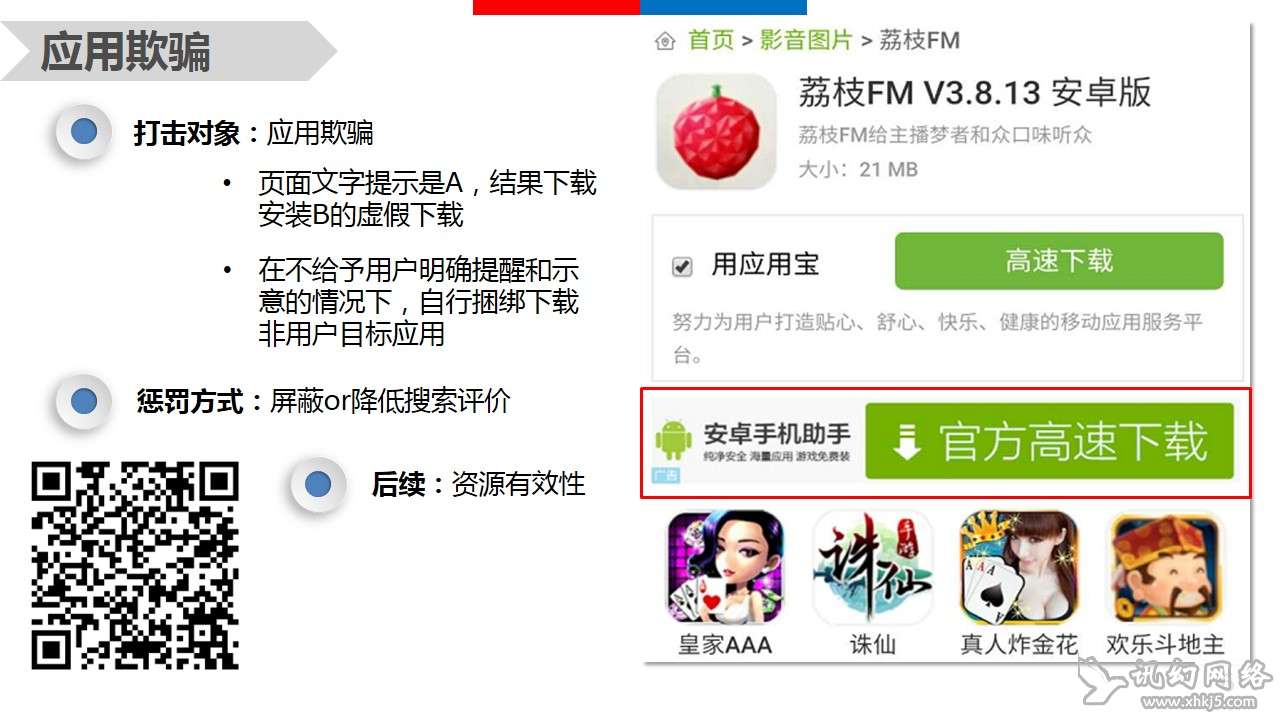 应用欺骗
打击对象：应用欺骗
• 页面文字提示是A，结果下载
安装B的虚假下载
• 在不给予用户明确提醒和示
意的情况下，自行捆绑下载
非用户目标应用
惩罚方式：屏蔽or降低搜索评价
后续：资源有效性
首页 > 影音图片 > 荔枝FM
荔枝FM V3.8.13 安卓版
荔枝FM给主播梦者和众口味听众
大小：21 MB
用应用宝
高速下载
努力为用户打造贴心、舒心、快乐、健康的移动应用服务平
台。
安卓手机助手
纯净安全 海量应用 游戏免费装
广告
官方高速下载
诛仙
手游
皇家AAA
诛仙
真人炸金花
欢乐斗地主
讯幻网络
www.xhkj5.com